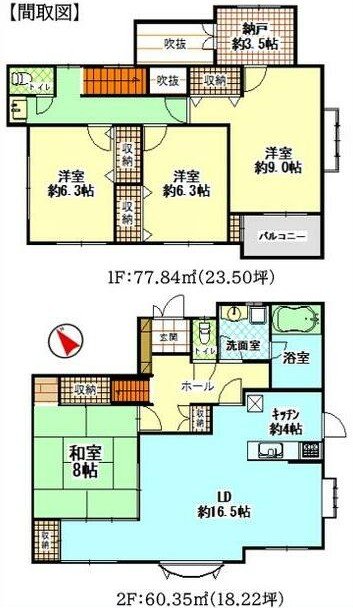 【間取図】
納戸
約3.5帖
吹抜
トイレ
吹抜
収納
洋室
約6.3帖
収納
収納
洋室
約6.3帖
洋室
約9.0帖
バルコニー
1F:77.84㎡(23.50坪)
玄関
トイレ
洗面室
浴室
収納
ホール
収納
キッチン
約4帖
和室
8帖
LD
約16.5帖
収納
2F:60.35㎡(18.22坪)